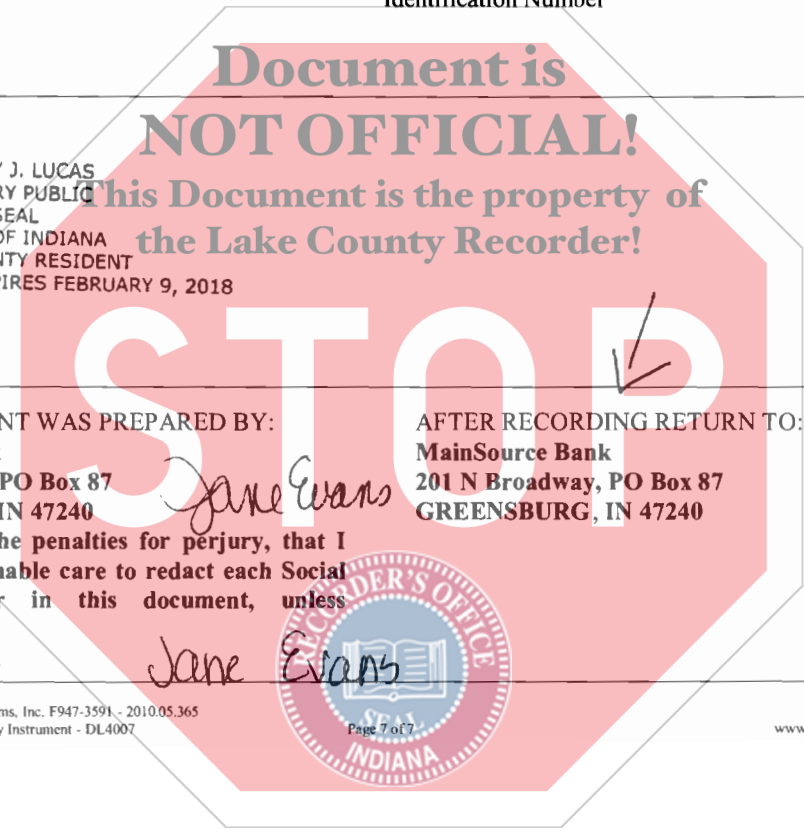 Identification Number
Document is
NOT OFFICIAL!
This Document is the property of
the Lake County Recorder!
STOP
J. LUCAS
RY PUBLIC
SEAL
OF INDIANA
NTY RESIDENT
PIRES FEBRUARY 9, 2018
NT WAS PREPARED BY:
PO Box 87
IN 47240
Jane Evans
he penalties for perjury, that I
nable care to redact each Social
r in this document, unless
Jane Evans
AFTER RECORDING RETURN TO:
MainSource Bank
201 N Broadway, PO Box 87
GREENSBURG, IN 47240
RECORDER'S OFFICE
SEAL
INDIANA
ms, Inc. F947-3591 - 2010.05.365
y Instrument - DL4007
Page 7 of 7
www